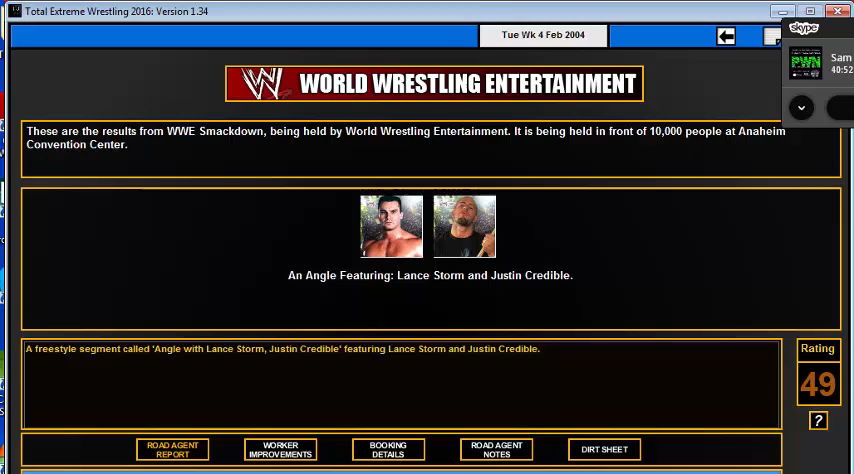 Total Extreme Wrestling 2016: Version 1.34
Tue Wk 4 Feb 2004
skype
PWN
Sam
40:52
W WORLD WRESTLING ENTERTAINMENT
These are the results from WWE Smackdown, being held by World Wrestling Entertainment. It is being held in front of 10,000 people at Anaheim
Convention Center.
An Angle Featuring: Lance Storm and Justin Credible.
A freestyle segment called 'Angle with Lance Storm, Justin Credible' featuring Lance Storm and Justin Credible.
Rating
49
?
ROAD AGENT
REPORT
WORKER
IMPROVEMENTS
BOOKING
DETAILS
ROAD AGENT
NOTES
DIRT SHEET